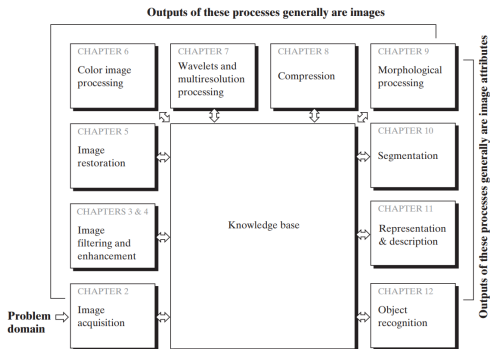 Outputs of these processes generally are images
CHAPTER 6
Color image
processing
CHAPTER 7
Wavelets and
multiresolution
processing
CHAPTER 8
Compression
CHAPTER 9
Morphological
processing
CHAPTER 5
Image
restoration
CHAPTERS 3 & 4
Image
filtering and
enhancement
Problem
domain
CHAPTER 2
Image
acquisition
Knowledge base
CHAPTER 10
Segmentation
CHAPTER 11
Representation
& description
CHAPTER 12
Object
recognition
Outputs of these processes generally are image attributes